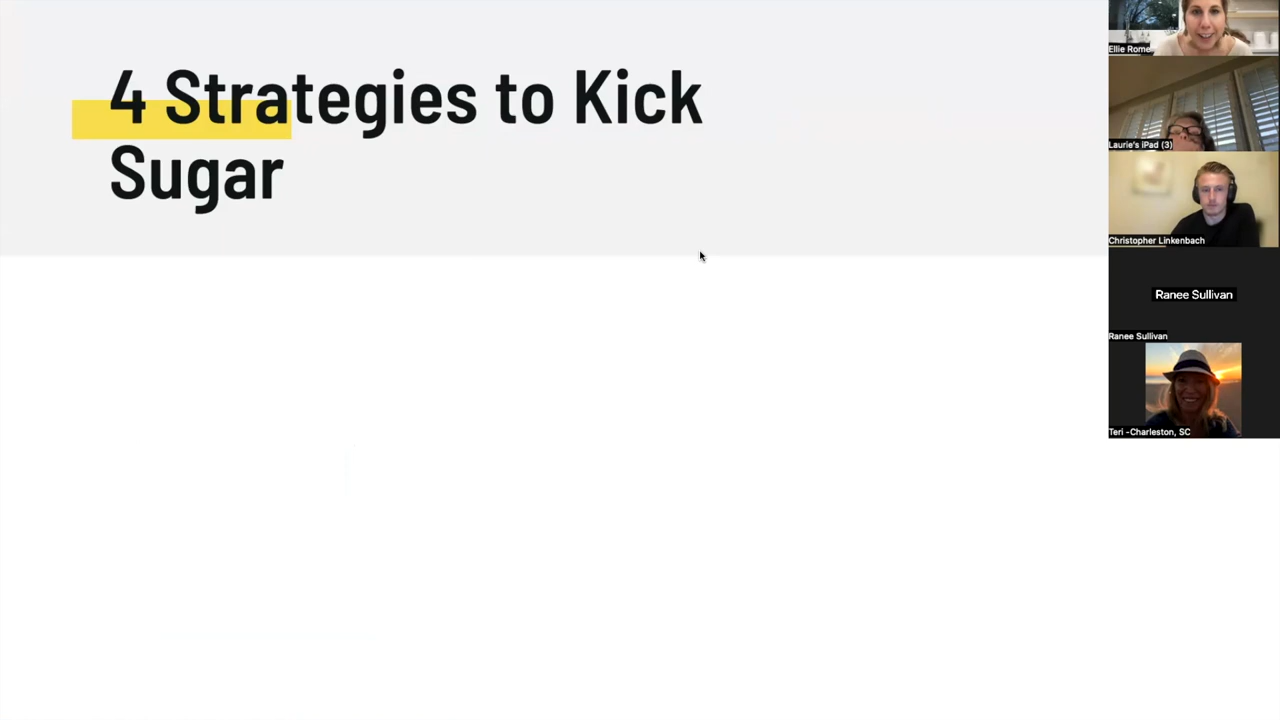 4 Strategies to Kick
Sugar
Ellie Rome
Laurie's iPad (3)
Christopher Linkenbach
Ranee Sullivan
Ranee Sullivan
Teri -Charleston, SC